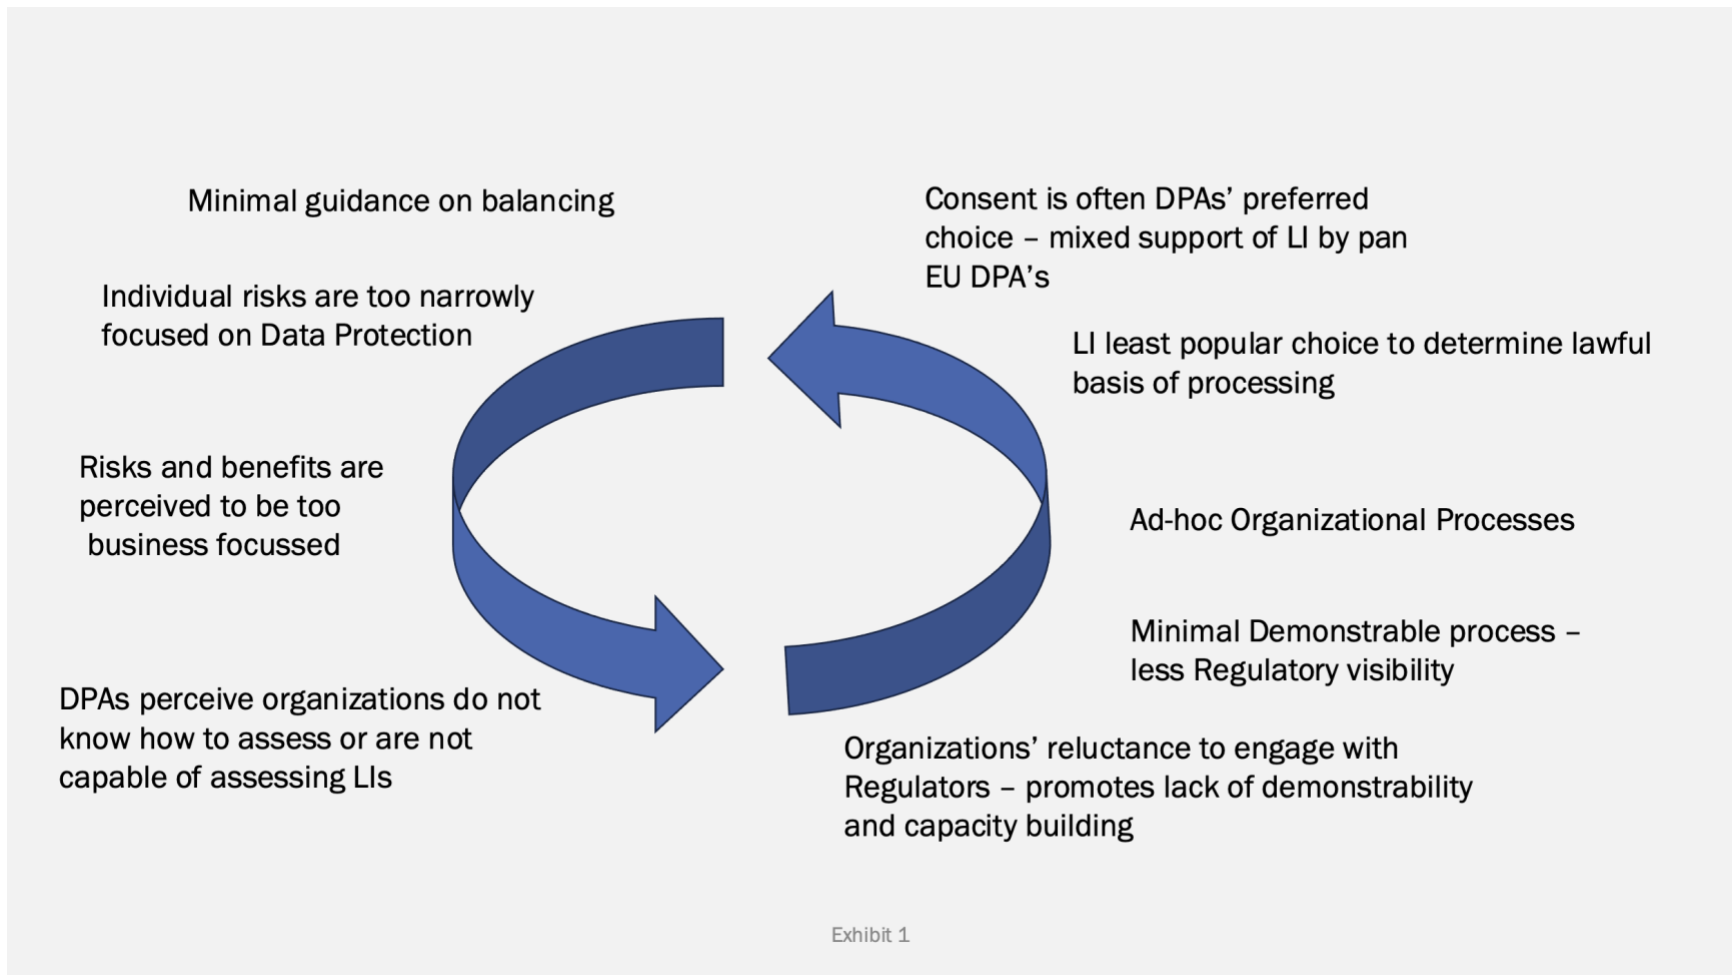 Minimal guidance on balancing
Individual risks are too narrowly
focused on Data Protection
Risks and benefits are
perceived to be too
business focussed
DPAs perceive organizations do not
know how to assess or are not
capable of assessing LIs
Consent is often DPAs’ preferred
choice – mixed support of LI by pan
EU DPA’s
LI least popular choice to determine lawful
basis of processing
Ad-hoc Organizational Processes
Minimal Demonstrable process –
less Regulatory visibility
Organizations’ reluctance to engage with
Regulators – promotes lack of demonstrability
and capacity building
Exhibit 1